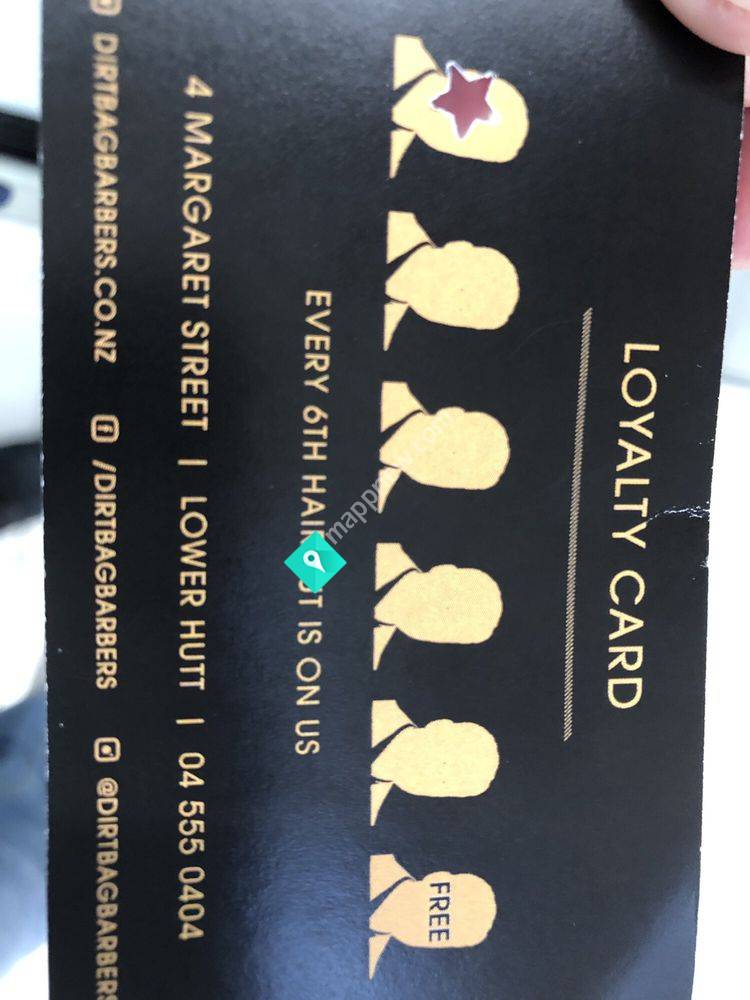 LOYALTY CARD
FREE
EVERY 6TH HAIRCUT IS ON US
4 MARGARET STREET | LOWER HUTT | 04 555 0404
DIRTBAGBARBERS.CO.NZ /DIRTBAGBARBERS @DIRTBAGBARBERS